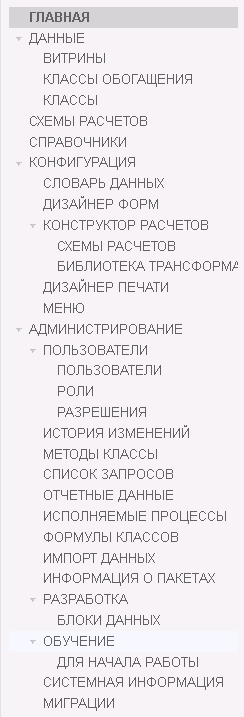 ГЛАВНАЯ
ДАННЫЕ
ВИТРИНЫ
КЛАССЫ ОБОГАЩЕНИЯ
КЛАССЫ
СХЕМЫ РАСЧЕТОВ
СПРАВОЧНИКИ
КОНФИГУРАЦИЯ
СЛОВАРЬ ДАННЫХ
ДИЗАЙНЕР ФОРМ
КОНСТРУКТОР РАСЧЕТОВ
СХЕМЫ РАСЧЕТОВ
БИБЛИОТЕКА ТРАНСФОРМА
ДИЗАЙНЕР ПЕЧАТИ
МЕНЮ
АДМИНИСТРИРОВАНИЕ
ПОЛЬЗОВАТЕЛИ
ПОЛЬЗОВАТЕЛИ
РОЛИ
РАЗРЕШЕНИЯ
ИСТОРИЯ ИЗМЕНЕНИЙ
МЕТОДЫ КЛАССЫ
СПИСОК ЗАПРОСОВ
ОТЧЕТНЫЕ ДАННЫЕ
ИСПОЛНЯЕМЫЕ ПРОЦЕССЫ
ФОРМУЛЫ КЛАССОВ
ИМПОРТ ДАННЫХ
ИНФОРМАЦИЯ О ПАКЕТАХ
РАЗРАБОТКА
БЛОКИ ДАННЫХ
ОБУЧЕНИЕ
ДЛЯ НАЧАЛА РАБОТЫ
СИСТЕМНАЯ ИНФОРМАЦИЯ
МИГРАЦИИ